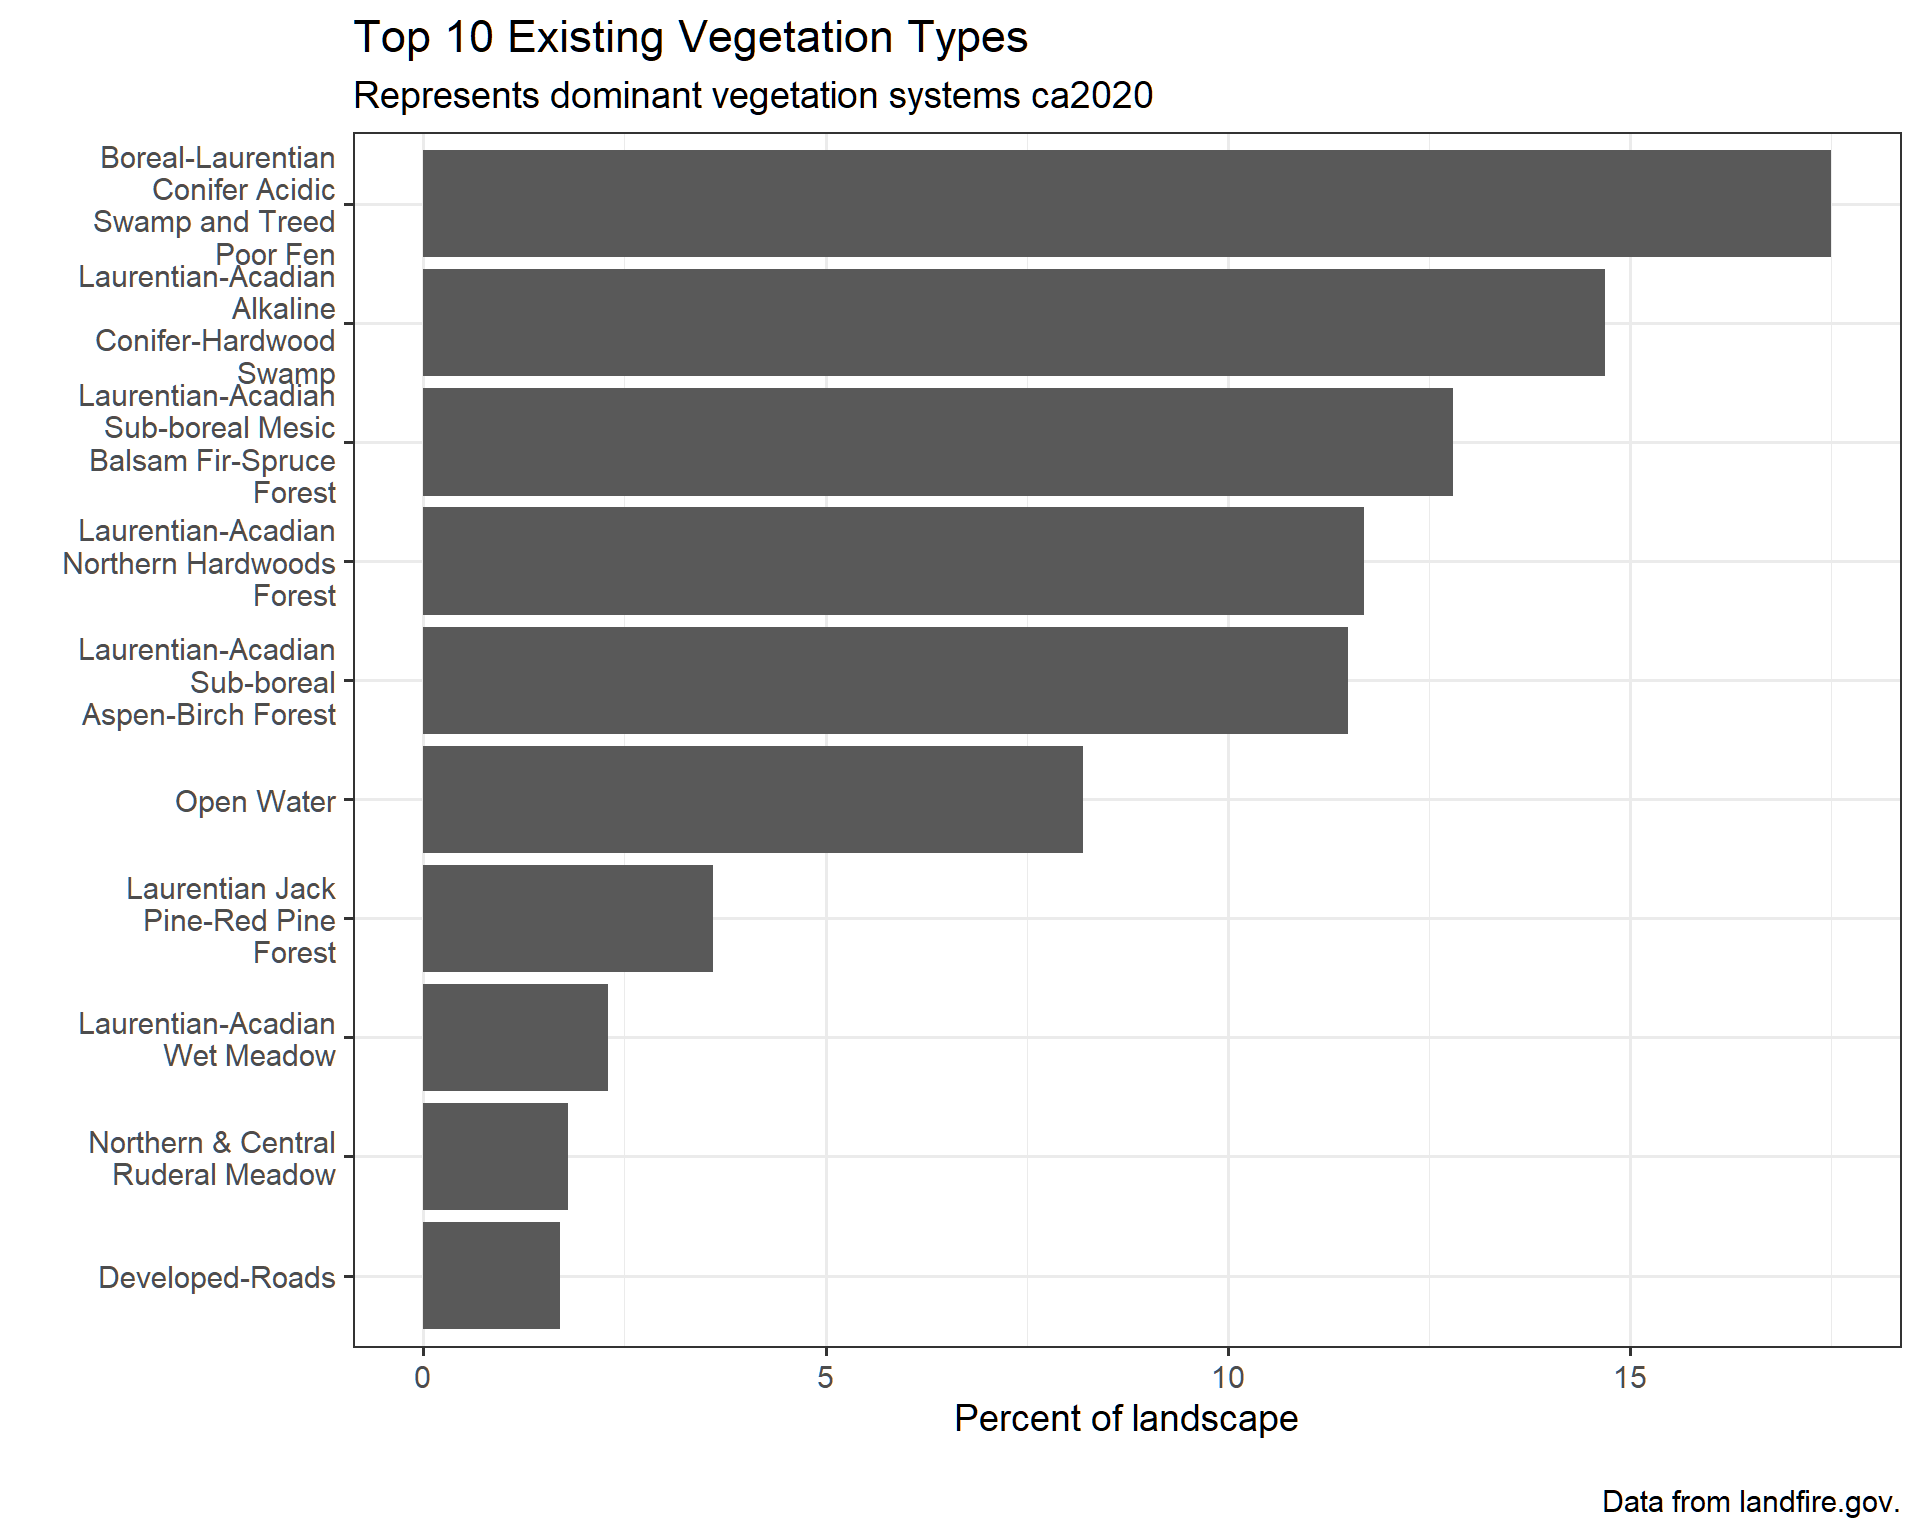 Top 10 Existing Vegetation Types
Represents dominant vegetation systems ca2020
Boreal-Laurentian
Conifer Acidic
Swamp and Treed
Poor Fen
Laurentian-Acadian
Alkaline
Conifer-Hardwood
Swamp
Laurentian-Acadian
Sub-boreal Mesic
Balsam Fir-Spruce
Forest
Laurentian-Acadian
Northern Hardwoods
Forest
Laurentian-Acadian
Sub-boreal
Aspen-Birch Forest
Open Water
Laurentian Jack
Pine-Red Pine
Forest
Laurentian-Acadian
Wet Meadow
Northern & Central
Ruderal Meadow
Developed-Roads
0 5 10 15
Percent of landscape
Data from landfire.gov.